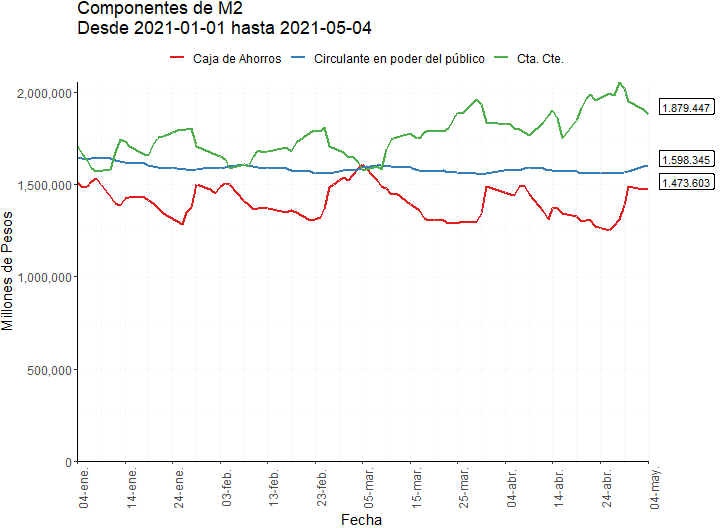 Componentes de M2
Desde 2021-01-01 hasta 2021-05-04
Caja de Ahorros Circulante en poder del público Cta. Cte.
Millones de Pesos
2,000,000
1,500,000
1,000,000
500,000
0
1.879.447
1.598.345
1.473.603
04-ene.
14-ene.
24-ene.
03-feb.
13-feb.
23-feb.
05-mar.
15-mar.
25-mar.
04-abr.
14-abr.
24-abr.
04-may.
Fecha